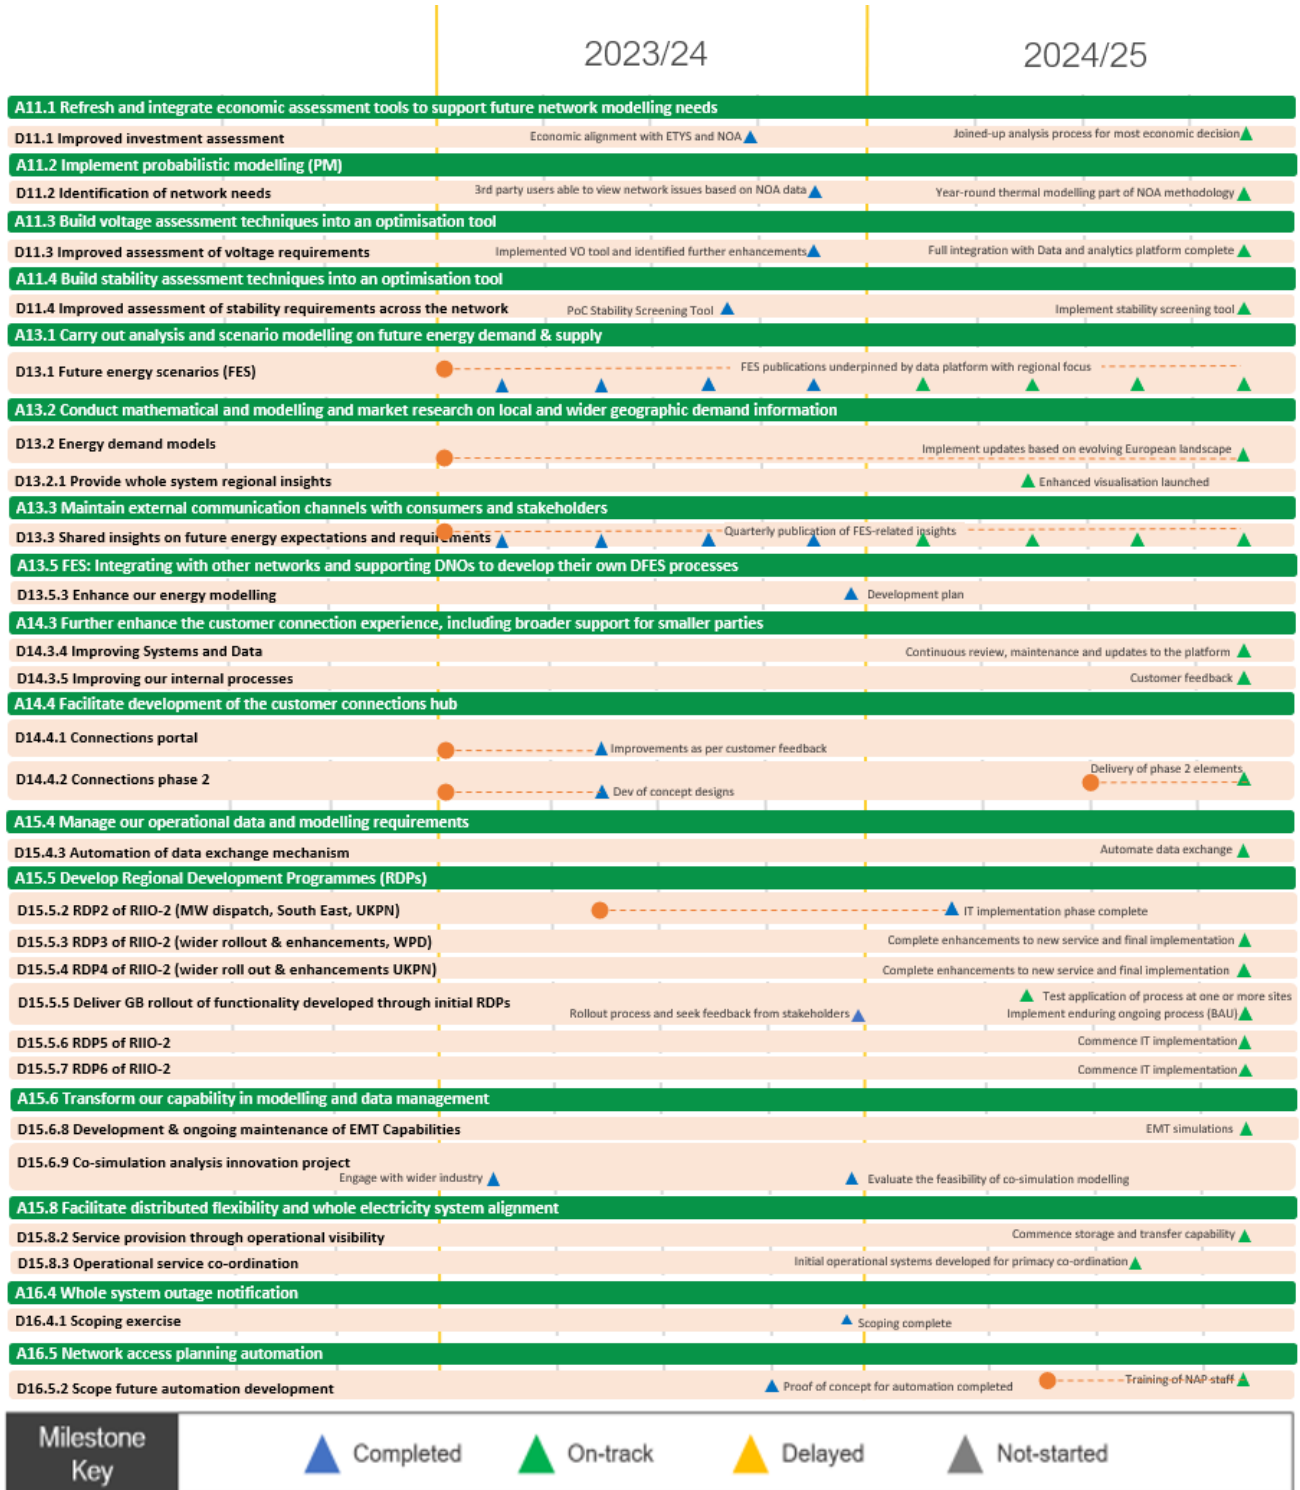 2023/24
2024/25
A11.1 Refresh and integrate economic assessment tools to support future network modelling needs
D11.1 Improved investment assessment
Economic alignment with ETYS and NOA
Joined-up analysis process for most economic decision
A11.2 Implement probabilistic modelling (PM)
D11.2 Identification of network needs
3rd party users able to view network issues based on NOA data
Year-round thermal modelling part of NOA methodology
A11.3 Build voltage assessment techniques into an optimisation tool
D11.3 Improved assessment of voltage requirements
Implemented VO tool and identified further enhancements
Full integration with Data and analytics platform complete
A11.4 Build stability assessment techniques into an optimisation tool
D11.4 Improved assessment of stability requirements across the network
PoC Stability Screening Tool
Implement stability screening tool
A13.1 Carry out analysis and scenario modelling on future energy demand & supply
D13.1 Future energy scenarios (FES)
FES publications underpinned by data platform with regional focus
A13.2 Conduct mathematical and modelling and market research on local and wider geographic demand information
D13.2 Energy demand models
Implement updates based on evolving European landscape
D13.2.1 Provide whole system regional insights
Enhanced visualisation launched
A13.3 Maintain external communication channels with consumers and stakeholders
D13.3 Shared insights on future energy expectations and requirements
Quarterly publication of FES-related insights
A13.5 FES: Integrating with other networks and supporting DNOs to develop their own DFES processes
D13.5.3 Enhance our energy modelling
Development plan
A14.3 Further enhance the customer connection experience, including broader support for smaller parties
D14.3.4 Improving Systems and Data
Continuous review, maintenance and updates to the platform
D14.3.5 Improving our internal processes
Customer feedback
A14.4 Facilitate development of the customer connections hub
D14.4.1 Connections portal
Improvements as per customer feedback
D14.4.2 Connections phase 2
Delivery of phase 2 elements
Dev of concept designs
A15.4 Manage our operational data and modelling requirements
D15.4.3 Automation of data exchange mechanism
Automate data exchange
A15.5 Develop Regional Development Programmes (RDPs)
D15.5.2 RDP2 of RIIO-2 (MW dispatch, South East, UKPN)
IT implementation phase complete
D15.5.3 RDP3 of RIIO-2 (wider rollout & enhancements, WPD)
Complete enhancements to new service and final implementation
D15.5.4 RDP4 of RIIO-2 (wider roll out & enhancements UKPN)
Complete enhancements to new service and final implementation
D15.5.5 Deliver GB rollout of functionality developed through initial RDPs
Test application of process at one or more sites
Rollout process and seek feedback from stakeholders
Implement enduring ongoing process (BAU)
D15.5.6 RDP5 of RIIO-2
Commence IT implementation
D15.5.7 RDP6 of RIIO-2
Commence IT implementation
A15.6 Transform our capability in modelling and data management
D15.6.8 Development & ongoing maintenance of EMT Capabilities
EMT simulations
D15.6.9 Co-simulation analysis innovation project
Engage with wider industry
Evaluate the feasibility of co-simulation modelling
A15.8 Facilitate distributed flexibility and whole electricity system alignment
D15.8.2 Service provision through operational visibility
Commence storage and transfer capability
D15.8.3 Operational service co-ordination
Initial operational systems developed for primacy co-ordination
A16.4 Whole system outage notification
D16.4.1 Scoping exercise
Scoping complete
A16.5 Network access planning automation
D16.5.2 Scope future automation development
Proof of concept for automation completed
Training of NAP staff
Milestone
Key
Completed
On-track
Delayed
Not-started